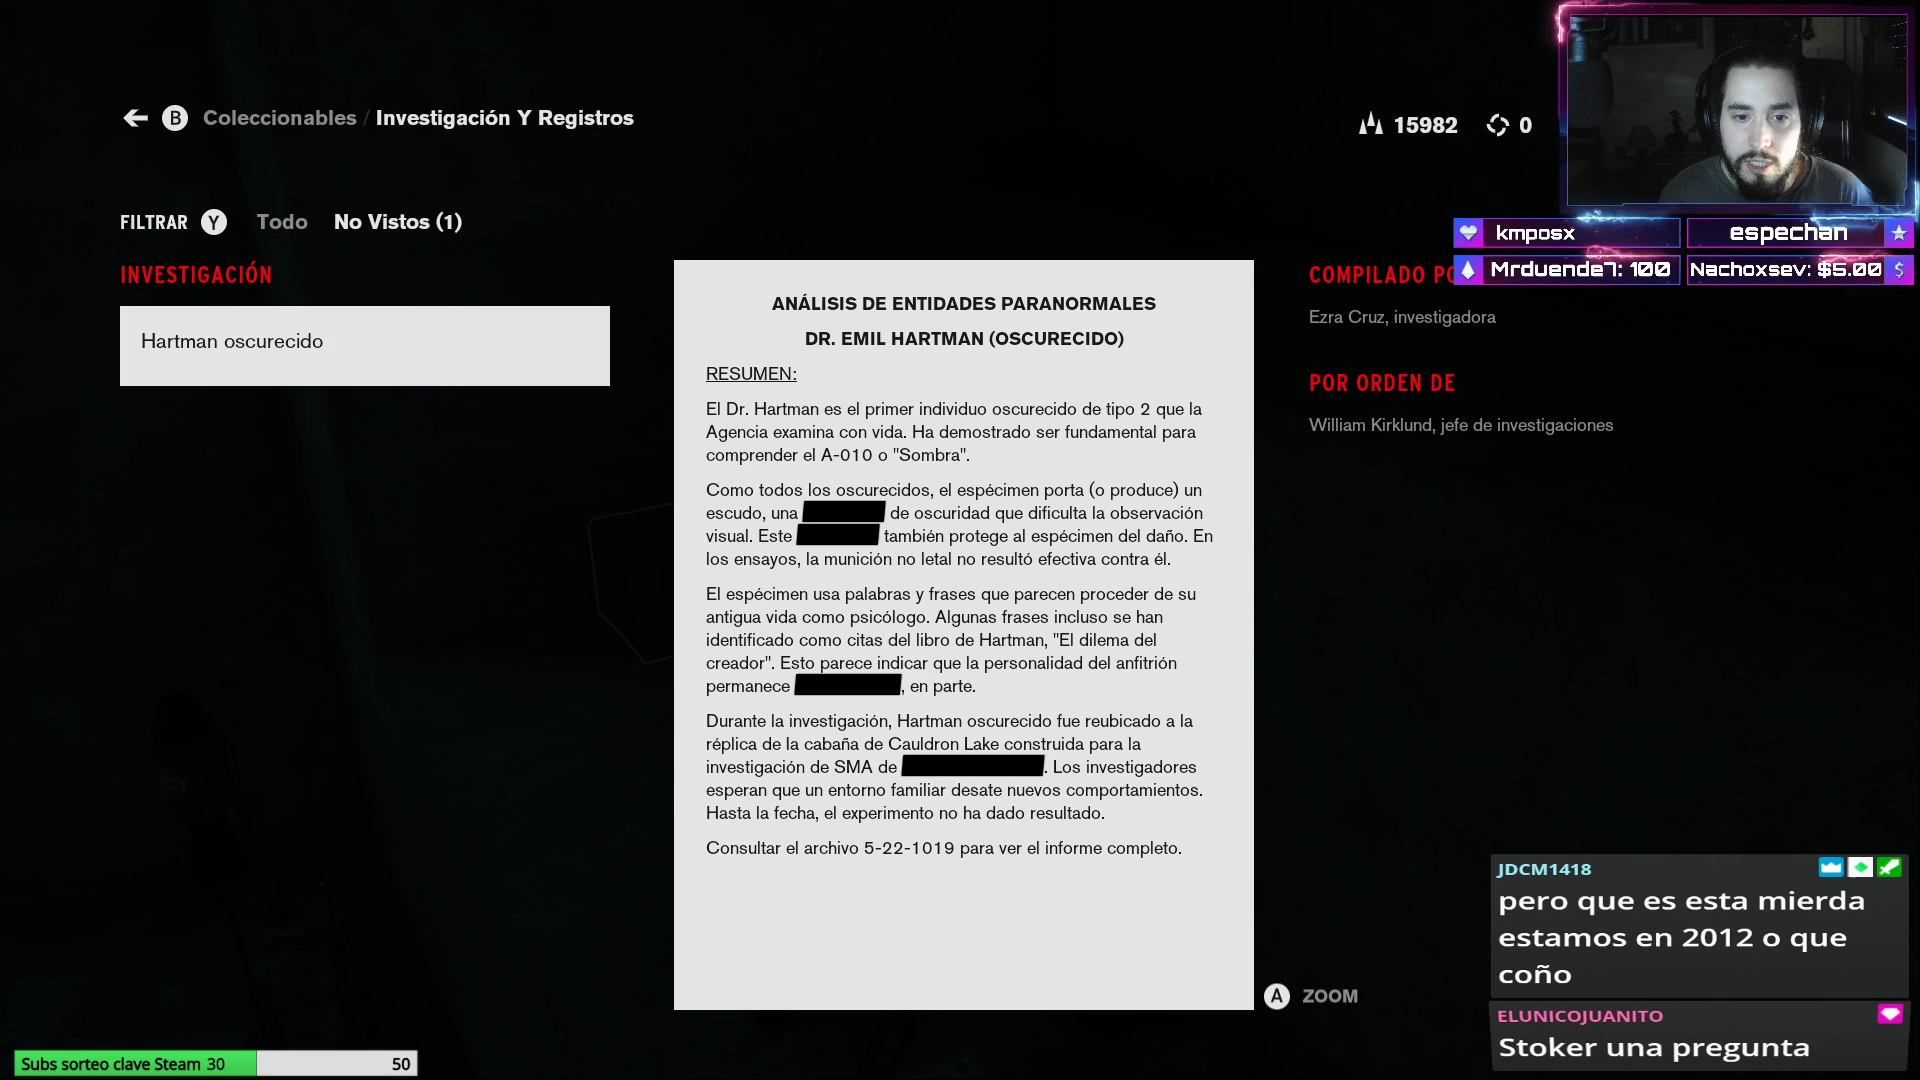 B Coleccionables / Investigación Y Registros
15982 0
FILTRAR Y Todo No Vistos (1)
INVESTIGACIÓN
Hartman oscurecido
ANÁLISIS DE ENTIDADES PARANORMALES
DR. EMIL HARTMAN (OSCURECIDO)
RESUMEN:
El Dr. Hartman es el primer individuo oscurecido de tipo 2 que la
Agencia examina con vida. Ha demostrado ser fundamental para
comprender el A-010 o "Sombra".
Como todos los oscurecidos, el espécimen porta (o produce) un
escudo, una de oscuridad que dificulta la observación
visual. Este también protege al espécimen del daño. En
los ensayos, la munición no letal no resultó efectiva contra él.
El espécimen usa palabras y frases que parecen proceder de su
antigua vida como psicólogo. Algunas frases incluso se han
identificado como citas del libro de Hartman, "El dilema del
creador". Esto parece indicar que la personalidad del anfitrión
permanece , en parte.
Durante la investigación, Hartman oscurecido fue reubicado a la
réplica de la cabaña de Cauldron Lake construida para la
investigación de SMA de . Los investigadores
esperan que un entorno familiar desate nuevos comportamientos.
Hasta la fecha, el experimento no ha dado resultado.
Consultar el archivo 5-22-1019 para ver el informe completo.
A ZOOM
COMPILADO PO
Ezra Cruz, investigadora
POR ORDEN DE
William Kirklund, jefe de investigaciones
kmposx
espechan
Mrduende7: 100
Nachoxsev: $5.00 $
JDCM1418
pero que es esta mierda
estamos en 2012 o que
coño
ELUNICOJUANITO
Stoker una pregunta
Subs sorteo clave Steam 30 50